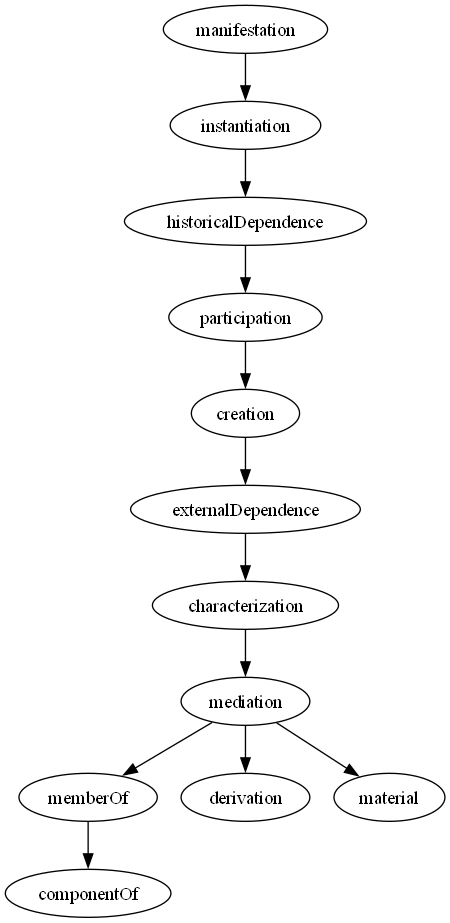 manifestation
instantiation
historicalDependence
participation
creation
externalDependence
characterization
mediation
memberOf
derivation
material
componentOf